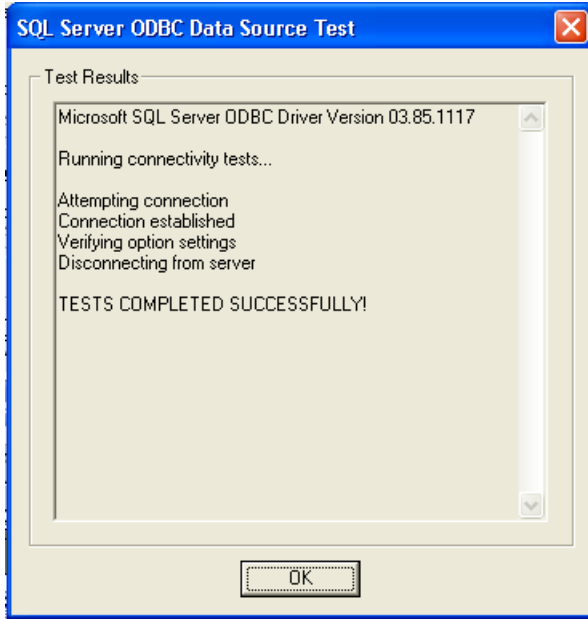 SQL Server ODBC Data Source Test
Test Results
Microsoft SQL Server ODBC Driver Version 03.85.1117
Running connectivity tests...
Attempting connection
Connection established
Verifying option settings
Disconnecting from server
TESTS COMPLETED SUCCESSFULLY!
OK